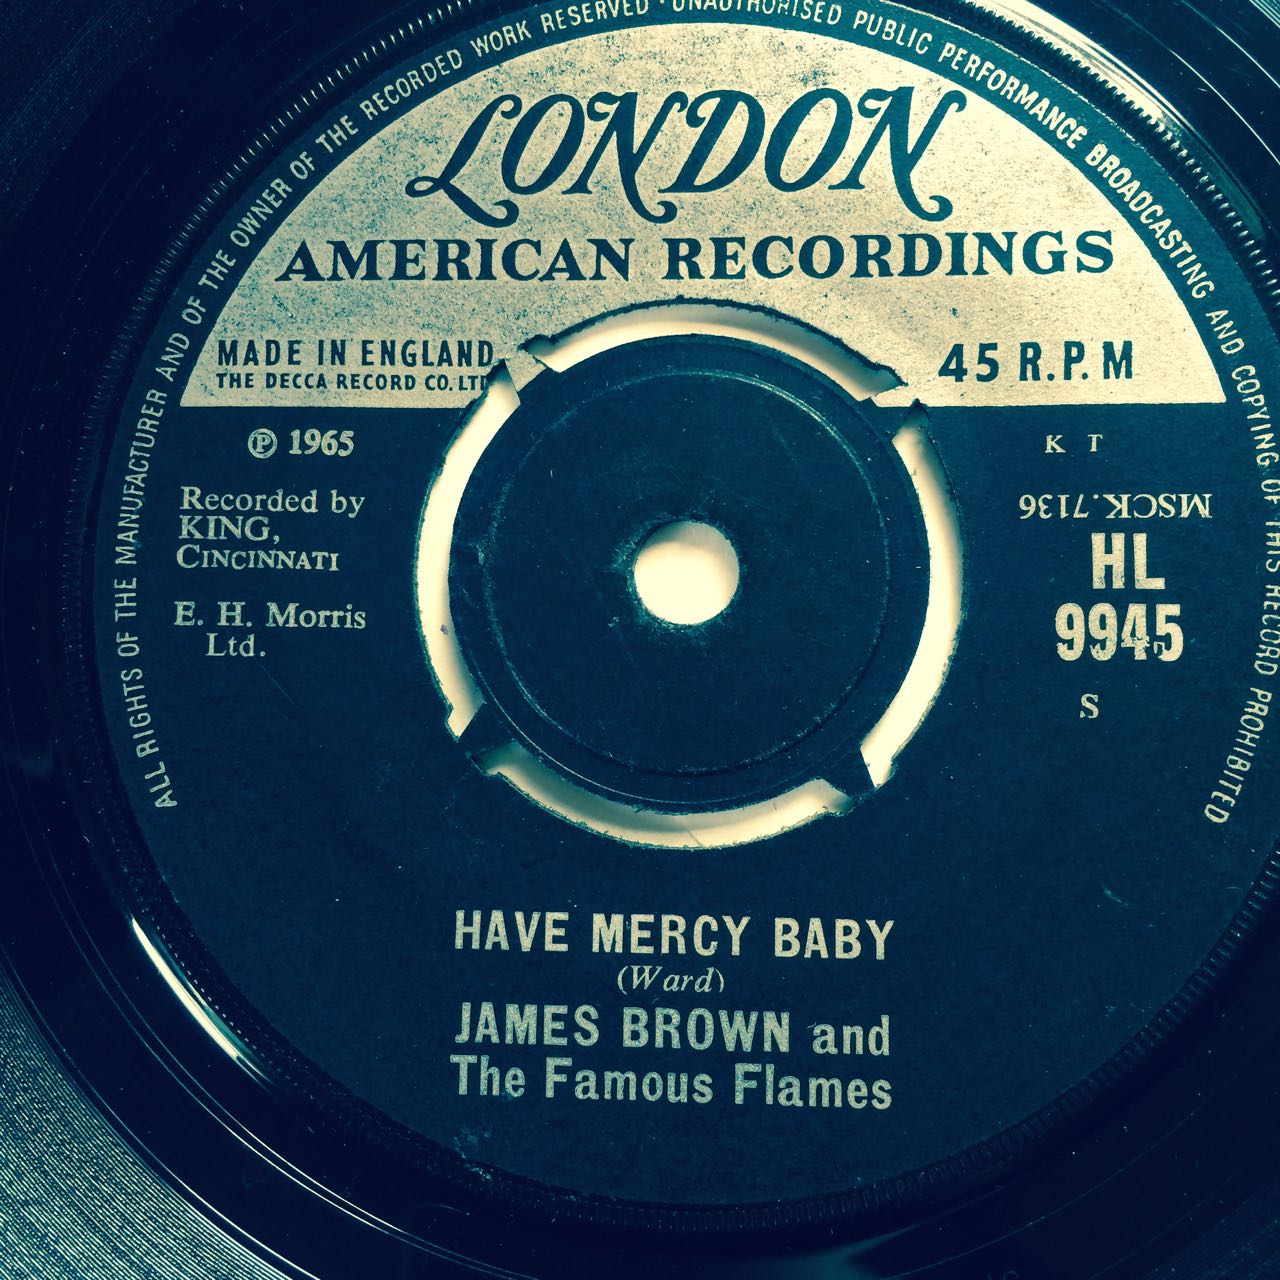 ALL RIGHTS OF THE MANUFACTURER AND OF THE OWNER OF THE RECORDED WORK RESERVED · UNAUTHORISED PUBLIC PERFORMANCE BROADCASTING AND COPYING OF THIS RECORD PROHIBITED
LONDON
AMERICAN RECORDINGS
MADE IN ENGLAND
THE DECCA RECORD CO. LTD
45 R.P.M
℗ 1965
Recorded by
KING,
CINCINNATI
E. H. Morris
Ltd.
K T
MSCK.7136
HL
9945
S
HAVE MERCY BABY
(Ward)
JAMES BROWN and
The Famous Flames